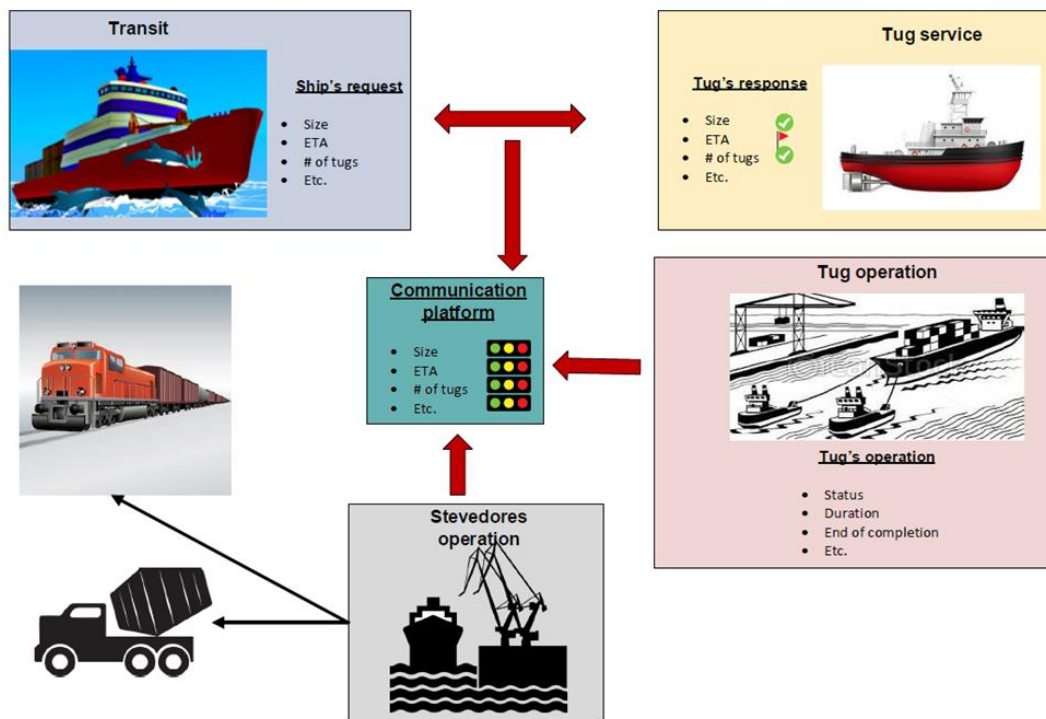 Transit
Ship's request
• Size
• ETA
• # of tugs
• Etc.
Tug service
Tug's response
• Size
• ETA
• # of tugs
• Etc.
Communication
platform
• Size
• ETA
• # of tugs
• Etc.
Tug operation
Tug's operation
• Status
• Duration
• End of completion
• Etc.
Stevedores
operation